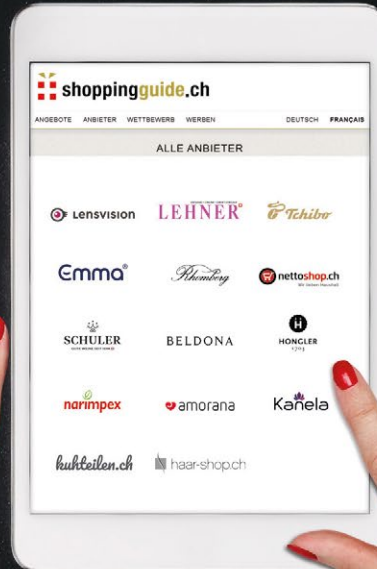 shoppingguide.ch
ANGEBOTE ANBIETER WETTBEWERB WERBEN DEUTSCH FRANÇAIS
ALLE ANBIETER
LENSVISION LEHNER Tchibo
Emma Rhomberg nettoshop.ch
SCHULER BELDONA HONGLER
1703
narimpex amorana Kanela
kuhteilen.ch haar-shop.ch